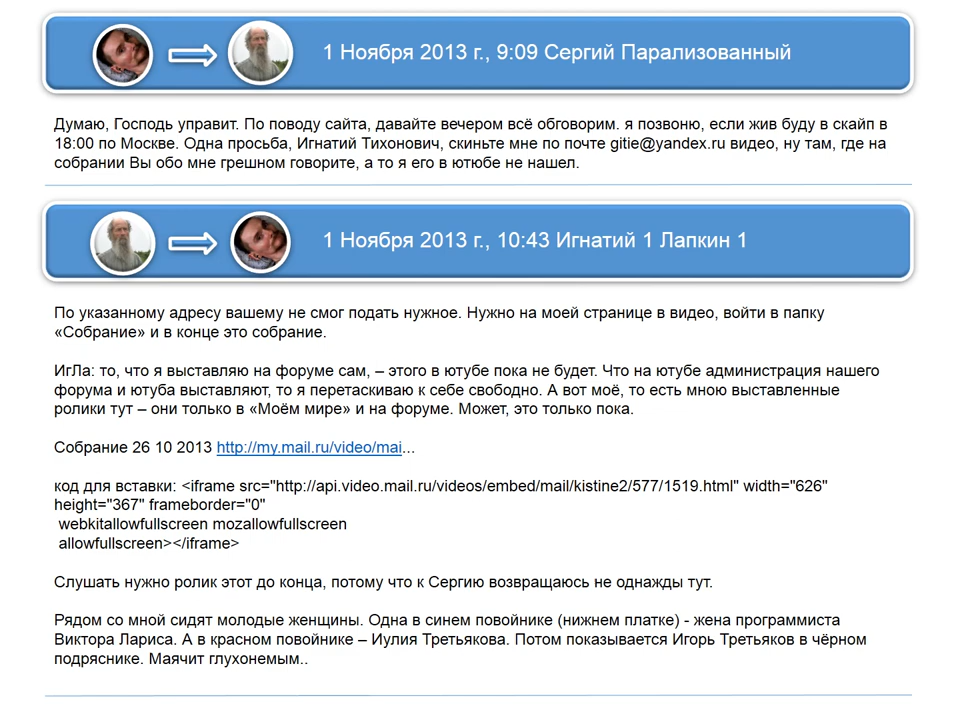 1 Ноября 2013 г., 9:09 Сергий Парализованный
Думаю, Господь управит. По поводу сайта, давайте вечером всё обговорим. я позвоню, если жив буду в скайп в
18:00 по Москве. Одна просьба, Игнатий Тихонович, скиньте мне по почте gitie@yandex.ru видео, ну там, где на
собрании Вы обо мне грешном говорите, а то я его в ютюбе не нашел.
1 Ноября 2013 г., 10:43 Игнатий 1 Лапкин 1
По указанному адресу вашему не смог подать нужное. Нужно на моей странице в видео, войти в папку
«Собрание» и в конце это собрание.
ИгЛа: то, что я выставляю на форуме сам, – этого в ютубе пока не будет. Что на ютубе администрация нашего
форума и ютуба выставляют, то я перетаскиваю к себе свободно. А вот моё, то есть мною выставленные
ролики тут – они только в «Моём мире» и на форуме. Может, это только пока.
Собрание 26 10 2013 http://my.mail.ru/video/mai...
код для вставки: <iframe src="http://api.video.mail.ru/videos/embed/mail/kistine2/577/1519.html" width="626"
height="367" frameborder="0"
webkitallowfullscreen mozallowfullscreen
allowfullscreen></iframe>
Слушать нужно ролик этот до конца, потому что к Сергию возвращаюсь не однажды тут.
Рядом со мной сидят молодые женщины. Одна в синем повойнике (нижнем платке) - жена программиста
Виктора Лариса. А в красном повойнике – Иулия Третьякова. Потом показывается Игорь Третьяков в чёрном
подряснике. Маячит глухонемым..